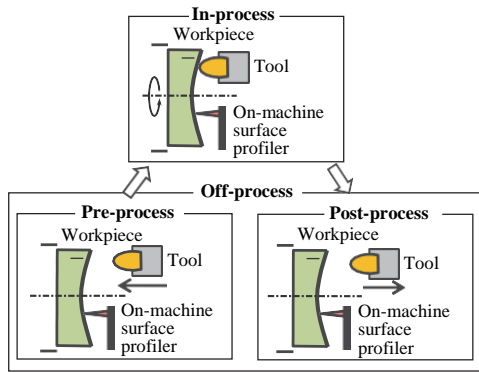 In-process
Workpiece
Tool
On-machine
surface
profiler
Off-process
Pre-process
Workpiece
Tool
On-machine
surface
profiler
Post-process
Workpiece
Tool
On-machine
surface
profiler